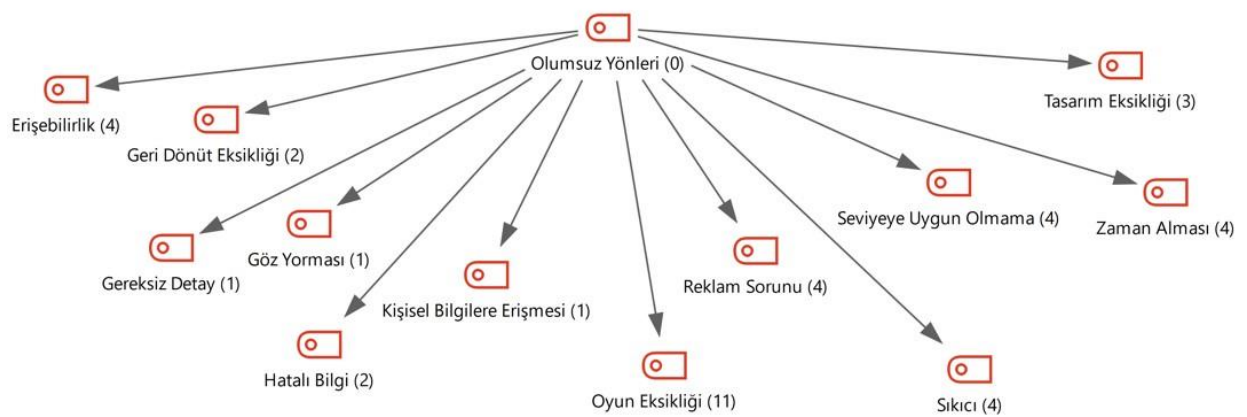 Olumsuz Yönleri (0)
Erişebilirlik (4)
Tasarım Eksikliği (3)
Geri Dönüt Eksikliği (2)
Seviyeye Uygun Olmama (4)
Zaman Alması (4)
Göz Yorması (1)
Gereksiz Detay (1)
Reklam Sorunu (4)
Kişisel Bilgilere Erişmesi (1)
Hatalı Bilgi (2)
Oyun Eksikliği (11)
Sıkıcı (4)